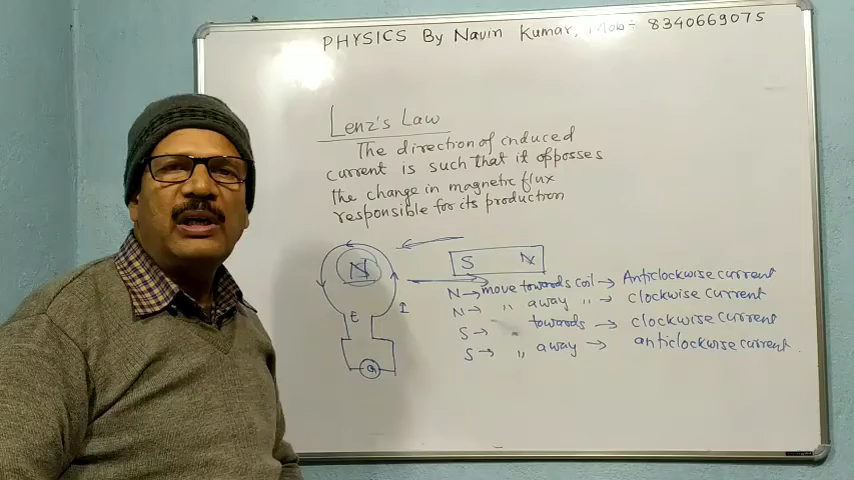 PHYSICS By Navin Kumar, Mob÷ 8340669075
Lenz's Law
The direction of induced
current is such that it opposses
the change in magnetic flux
responsible for its production
N
S N
N → move towards coil → Anticlockwise current
N → ,, away ,, → clockwise current
S → ,, towards → clockwise current
S → ,, away → anticlockwise current.
E I
G